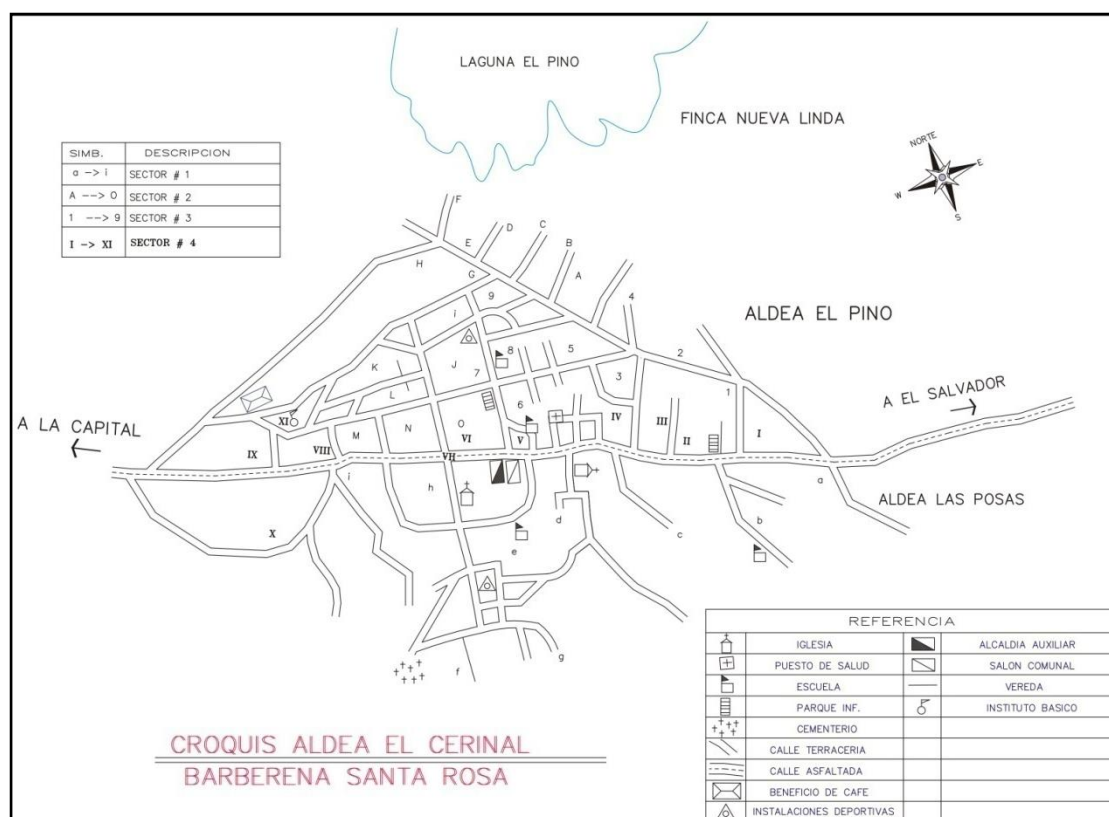 LAGUNA EL PINO
FINCA NUEVA LINDA
NORTE
E
W
S
SIMB. DESCRIPCION
a -> i SECTOR # 1
A --> O SECTOR # 2
1 --> 9 SECTOR # 3
I -> XI SECTOR # 4
F
D
C
E
B
H
G
A
9
4
i
ALDEA EL PINO
8
5
2
J
K
7
3
1
L
6
A EL SALVADOR
a
XI
O
IV
III
A LA CAPITAL
M
N
VI
V
II
I
IX
VIII
VII
i
h
a
ALDEA LAS POSAS
X
d
b
c
e
g
f
CROQUIS ALDEA EL CERINAL
BARBERENA SANTA ROSA
REFERENCIA
IGLESIA ALCALDIA AUXILIAR
PUESTO DE SALUD SALON COMUNAL
ESCUELA VEREDA
PARQUE INF. INSTITUTO BASICO
CEMENTERIO
CALLE TERRACERIA
CALLE ASFALTADA
BENEFICIO DE CAFE
INSTALACIONES DEPORTIVAS